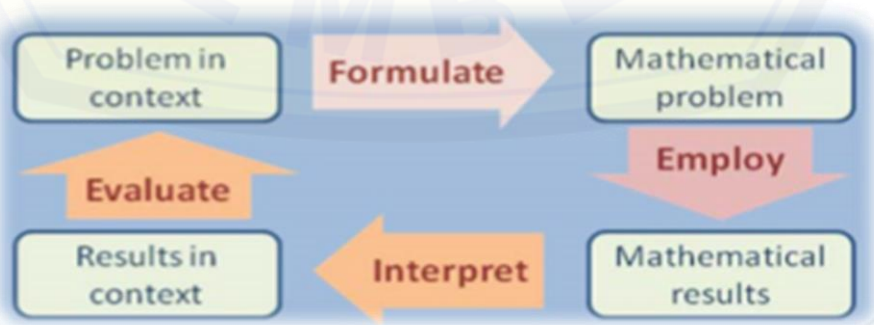 Problem in
context
Formulate
Mathematical
problem
Employ
Evaluate
Results in
context
Interpret
Mathematical
results